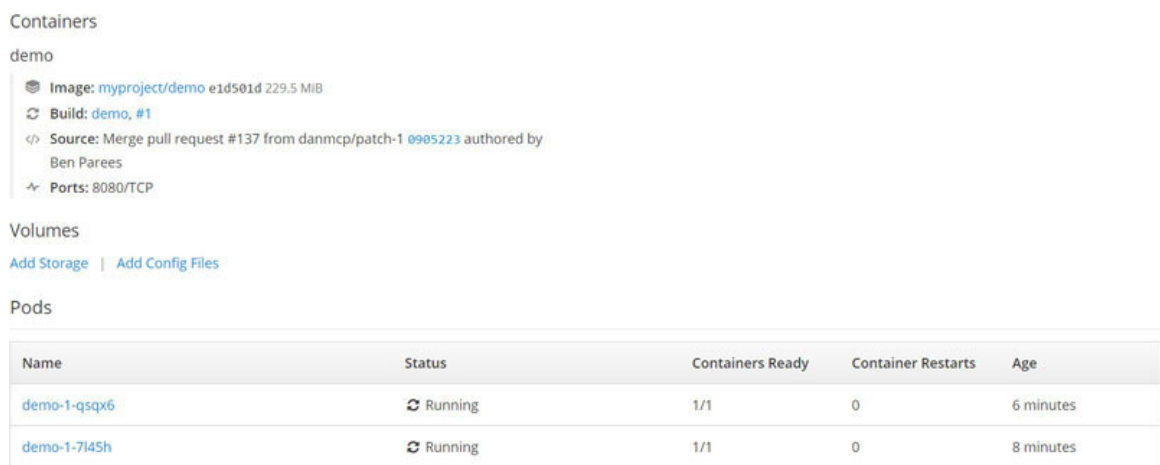 Containers
demo
Image: myproject/demo e1d501d 229.5 MiB
Build: demo, #1
</> Source: Merge pull request #137 from danmcp/patch-1 0905223 authored by
Ben Parees
Ports: 8080/TCP
Volumes
Add Storage | Add Config Files
Pods
Name Status Containers Ready Container Restarts Age
demo-1-qsqx6 Running 1/1 0 6 minutes
demo-1-7l45h Running 1/1 0 8 minutes